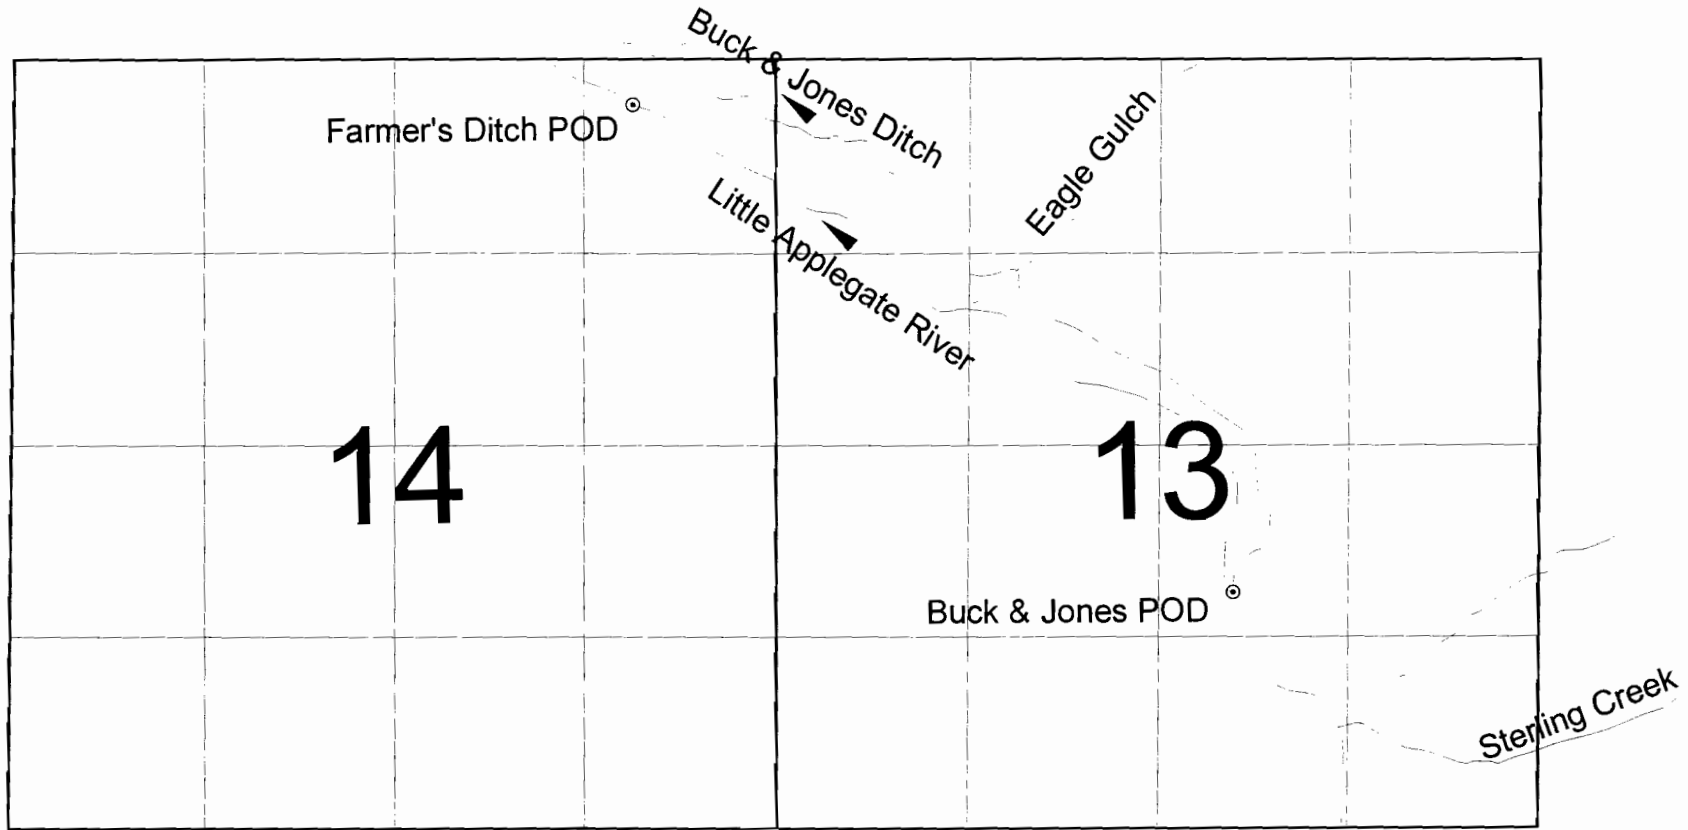 Buck & Jones Ditch
Farmer's Ditch POD
Eagle Gulch
Little Applegate River
14
13
Buck & Jones POD
Sterling Creek